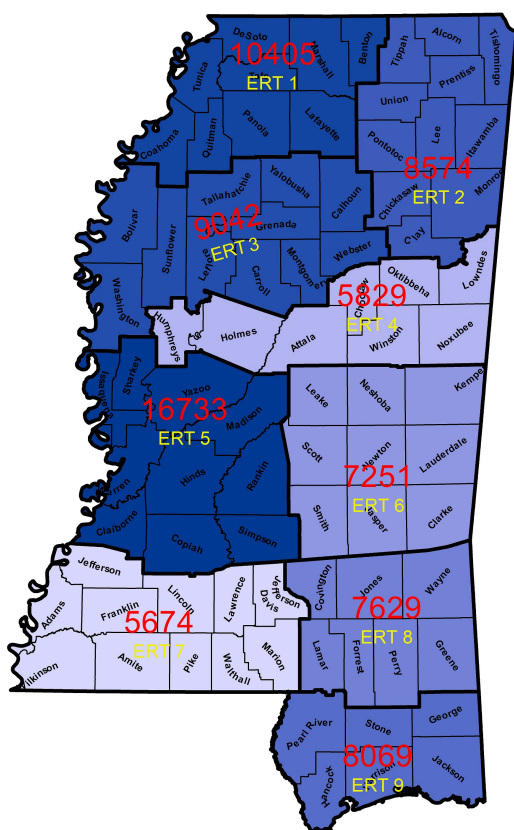 DeSoto
Marshall
Benton
Tippah
Alcorn
Tishomingo
Tunica
10405
ERT 1
Prentiss
Union
Coahoma
Quitman
Panola
Lafayette
Pontotoc
Lee
Itawamba
8574
ERT 2
Chickasaw
Monroe
Clay
Bolivar
Sunflower
Tallahatchie
Yalobusha
Calhoun
9042
ERT 3
Grenada
Carroll
Montgomery
Webster
Washington
Humphreys
Holmes
Attala
Choctaw
Oktibbeha
Lowndes
5829
ERT 4
Winston
Noxubee
Issaquena
Sharkey
Yazoo
Madison
16733
ERT 5
Hinds
Rankin
Claiborne
Copiah
Simpson
Leake
Neshoba
Kemper
Scott
Newton
Lauderdale
7251
ERT 6
Smith
Jasper
Clarke
Jefferson
Adams
Franklin
Lincoln
Lawrence
Jefferson
Davis
5674
ERT 7
Wilkinson
Amite
Pike
Walthall
Marion
Covington
Jones
Wayne
7629
ERT 8
Lamar
Forrest
Perry
Greene
Pearl River
Stone
George
8069
ERT 9
Hancock
Jackson